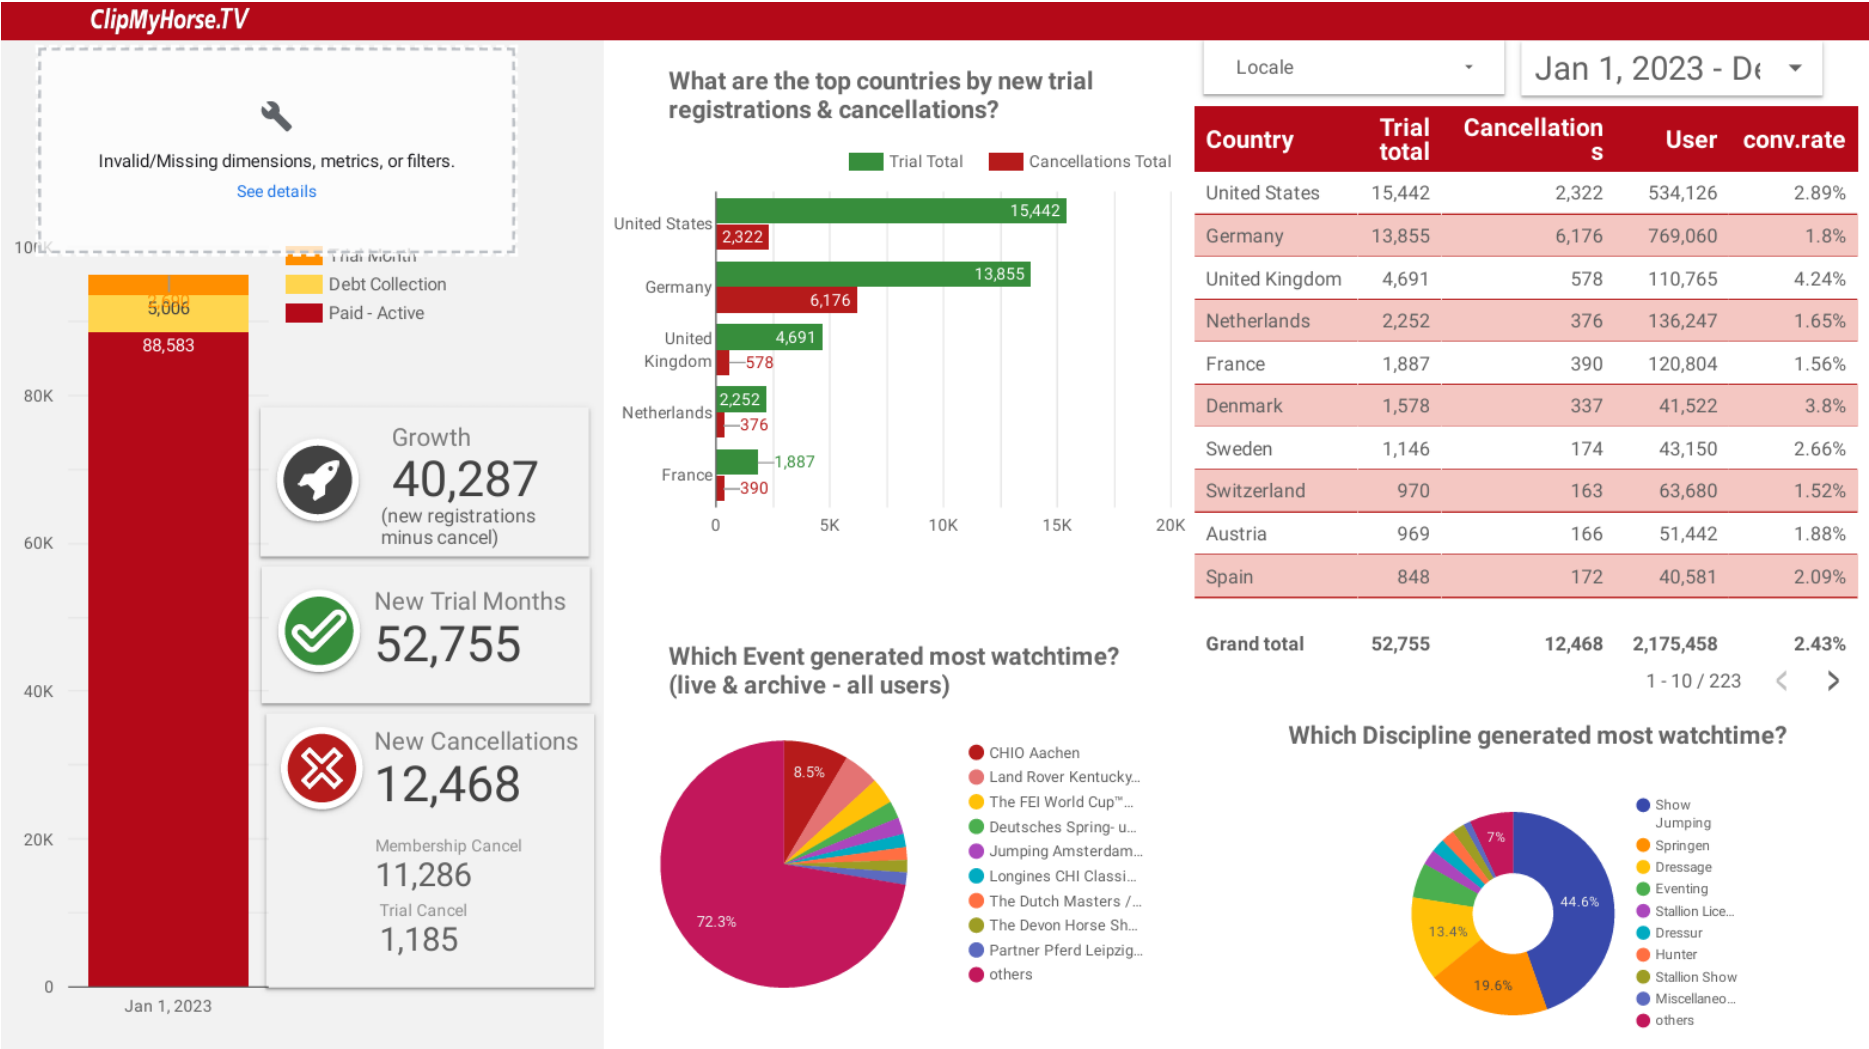 ClipMyHorse.TV
Invalid/Missing dimensions, metrics, or filters.
See details
Trial Month
Debt Collection
Paid - Active
5,006
88,583
80K
60K
40K
20K
0
Jan 1, 2023
Growth
40,287
(new registrations
minus cancel)
New Trial Months
52,755
New Cancellations
12,468
Membership Cancel
11,286
Trial Cancel
1,185
What are the top countries by new trial
registrations & cancellations?
Trial Total
Cancellations Total
United States
15,442
2,322
Germany
13,855
6,176
United
Kingdom
4,691
578
Netherlands
2,252
376
France
1,887
390
0 5K 10K 15K 20K
Which Event generated most watchtime?
(live & archive - all users)
8.5%
72.3%
CHIO Aachen
Land Rover Kentucky...
The FEI World Cup™...
Deutsches Spring- u...
Jumping Amsterdam...
Longines CHI Classi...
The Dutch Masters /...
The Devon Horse Sh...
Partner Pferd Leipzig...
others
Locale
Jan 1, 2023 - De
Country Trial total Cancellation s User conv.rate
United States 15,442 2,322 534,126 2.89%
Germany 13,855 6,176 769,060 1.8%
United Kingdom 4,691 578 110,765 4.24%
Netherlands 2,252 376 136,247 1.65%
France 1,887 390 120,804 1.56%
Denmark 1,578 337 41,522 3.8%
Sweden 1,146 174 43,150 2.66%
Switzerland 970 163 63,680 1.52%
Austria 969 166 51,442 1.88%
Spain 848 172 40,581 2.09%
Grand total 52,755 12,468 2,175,458 2.43%
1 - 10 / 223
Which Discipline generated most watchtime?
7%
44.6%
13.4%
19.6%
Show
Jumping
Springen
Dressage
Eventing
Stallion Lice...
Dressur
Hunter
Stallion Show
Miscellaneo...
others